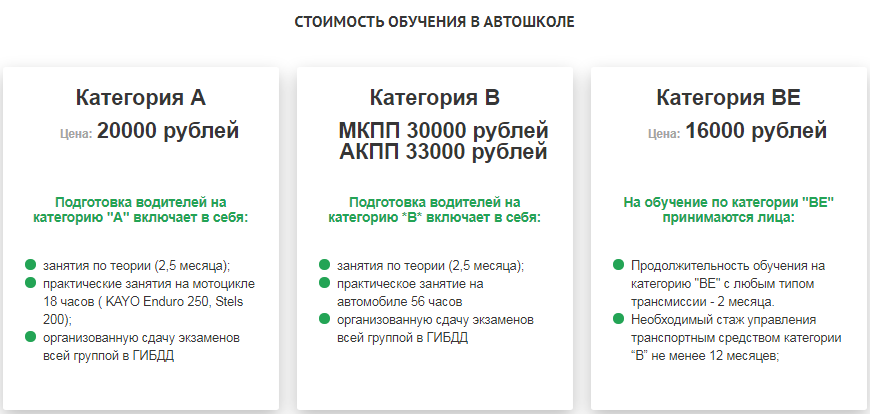 СТОИМОСТЬ ОБУЧЕНИЯ В АВТОШКОЛЕ
Категория А
Цена: 20000 рублей
Подготовка водителей на
категорию "А" включает в себя:
занятия по теории (2,5 месяца);
практические занятия на мотоцикле
18 часов ( KAYO Enduro 250, Stels
200);
организованную сдачу экзаменов
всей группой в ГИБДД
Категория В
МКПП 30000 рублей
АКПП 33000 рублей
Подготовка водителей на
категорию *В* включает в себя:
занятия по теории (2,5 месяца);
практическое занятие на
автомобиле 56 часов
организованную сдачу экзаменов
всей группой в ГИБДД
Категория ВЕ
Цена: 16000 рублей
На обучение по категории "ВЕ"
принимаются лица:
Продолжительность обучения на
категорию "ВЕ" с любым типом
трансмиссии - 2 месяца.
Необходимый стаж управления
транспортным средством категории
“В” не менее 12 месяцев;